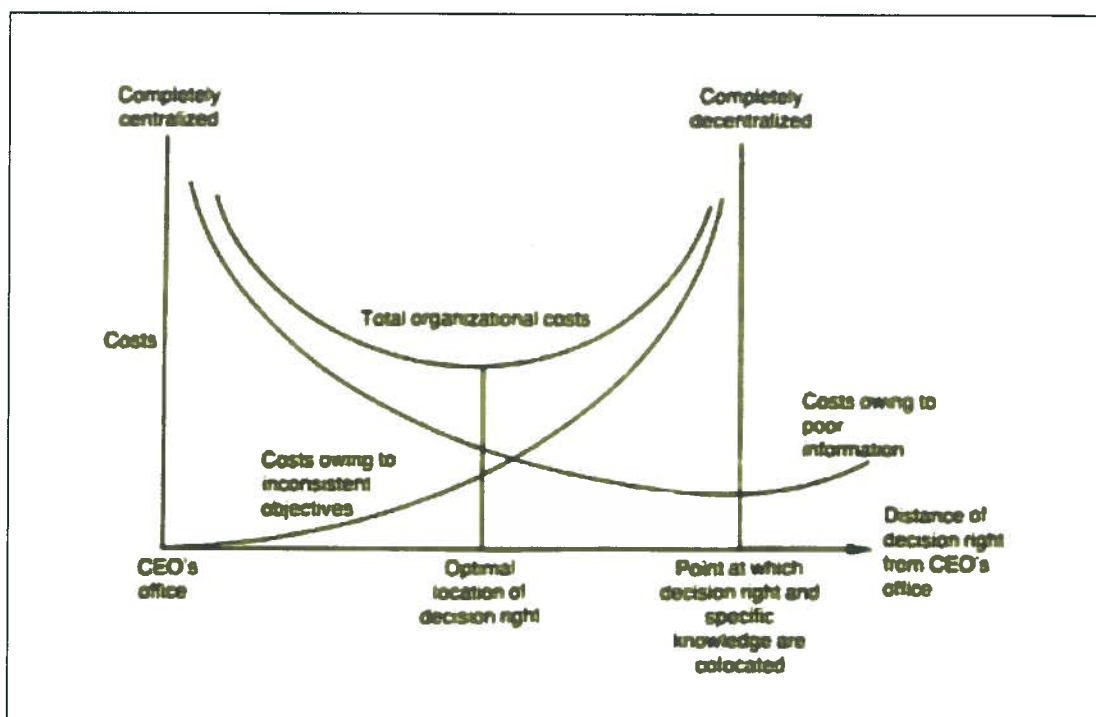 Completely
centralized
Completely
decentralized
Total organizational costs
Costs
Costs owing to
poor
information
Costs owing to
inconsistent
objectives
Distance of
decision right
from CEO's
office
CEO's
office
Optimal
location of
decision right
Point at which
decision right and
specific
knowledge are
colocated